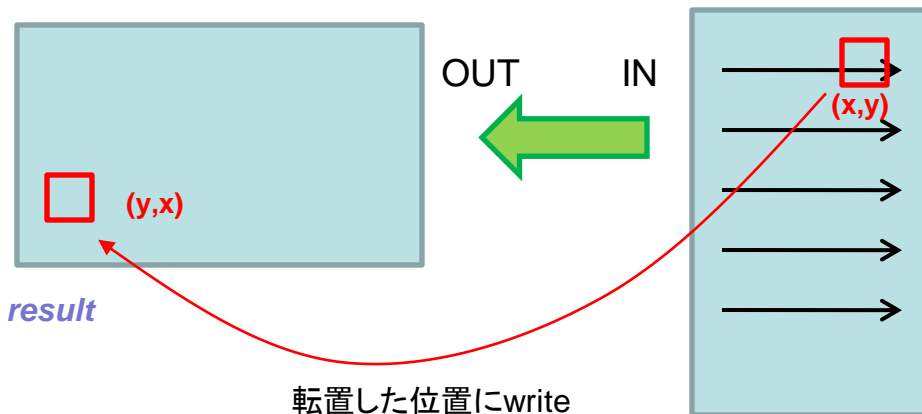 OUT IN
(x,y)
(y,x)
result
転置した位置にwrite